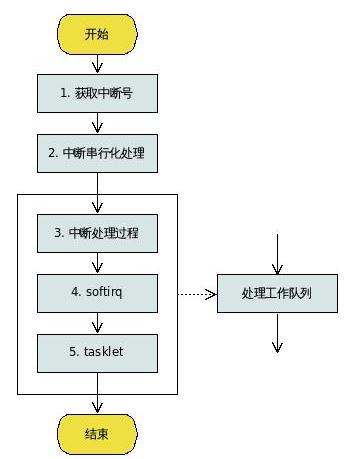 开始
1. 获取中断号
2. 中断串行化处理
3. 中断处理过程
4. softirq
处理工作队列
5. tasklet
结束